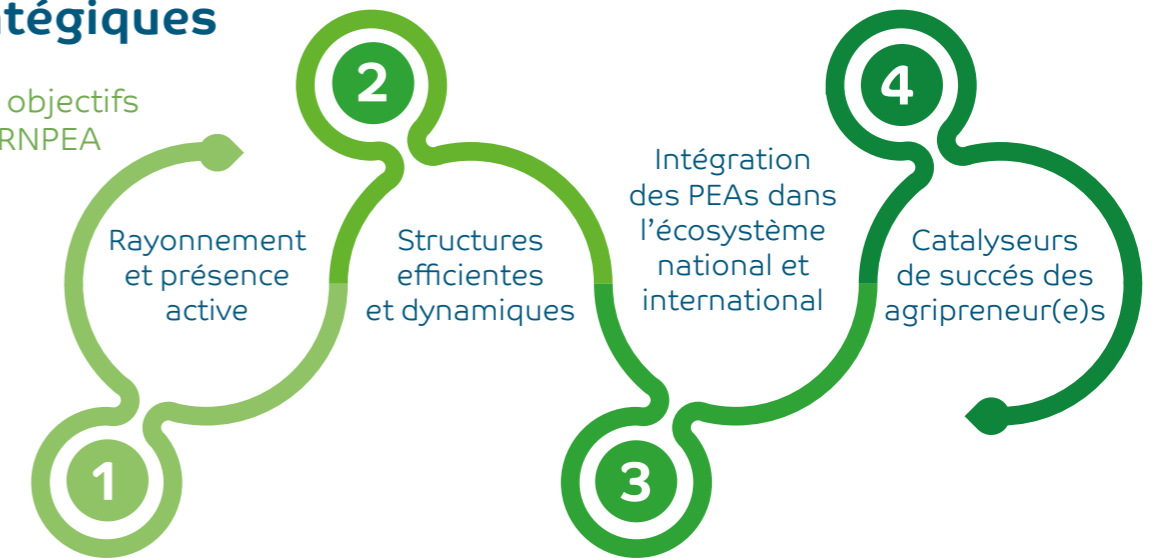 tégiques
objectifs
RNPEA
1
Rayonnement
et présence
active
2
Structures
efficientes
et dynamiques
3
Intégration
des PEAs dans
l’écosystème
national et
international
4
Catalyseurs
de succés des
agripreneur(e)s